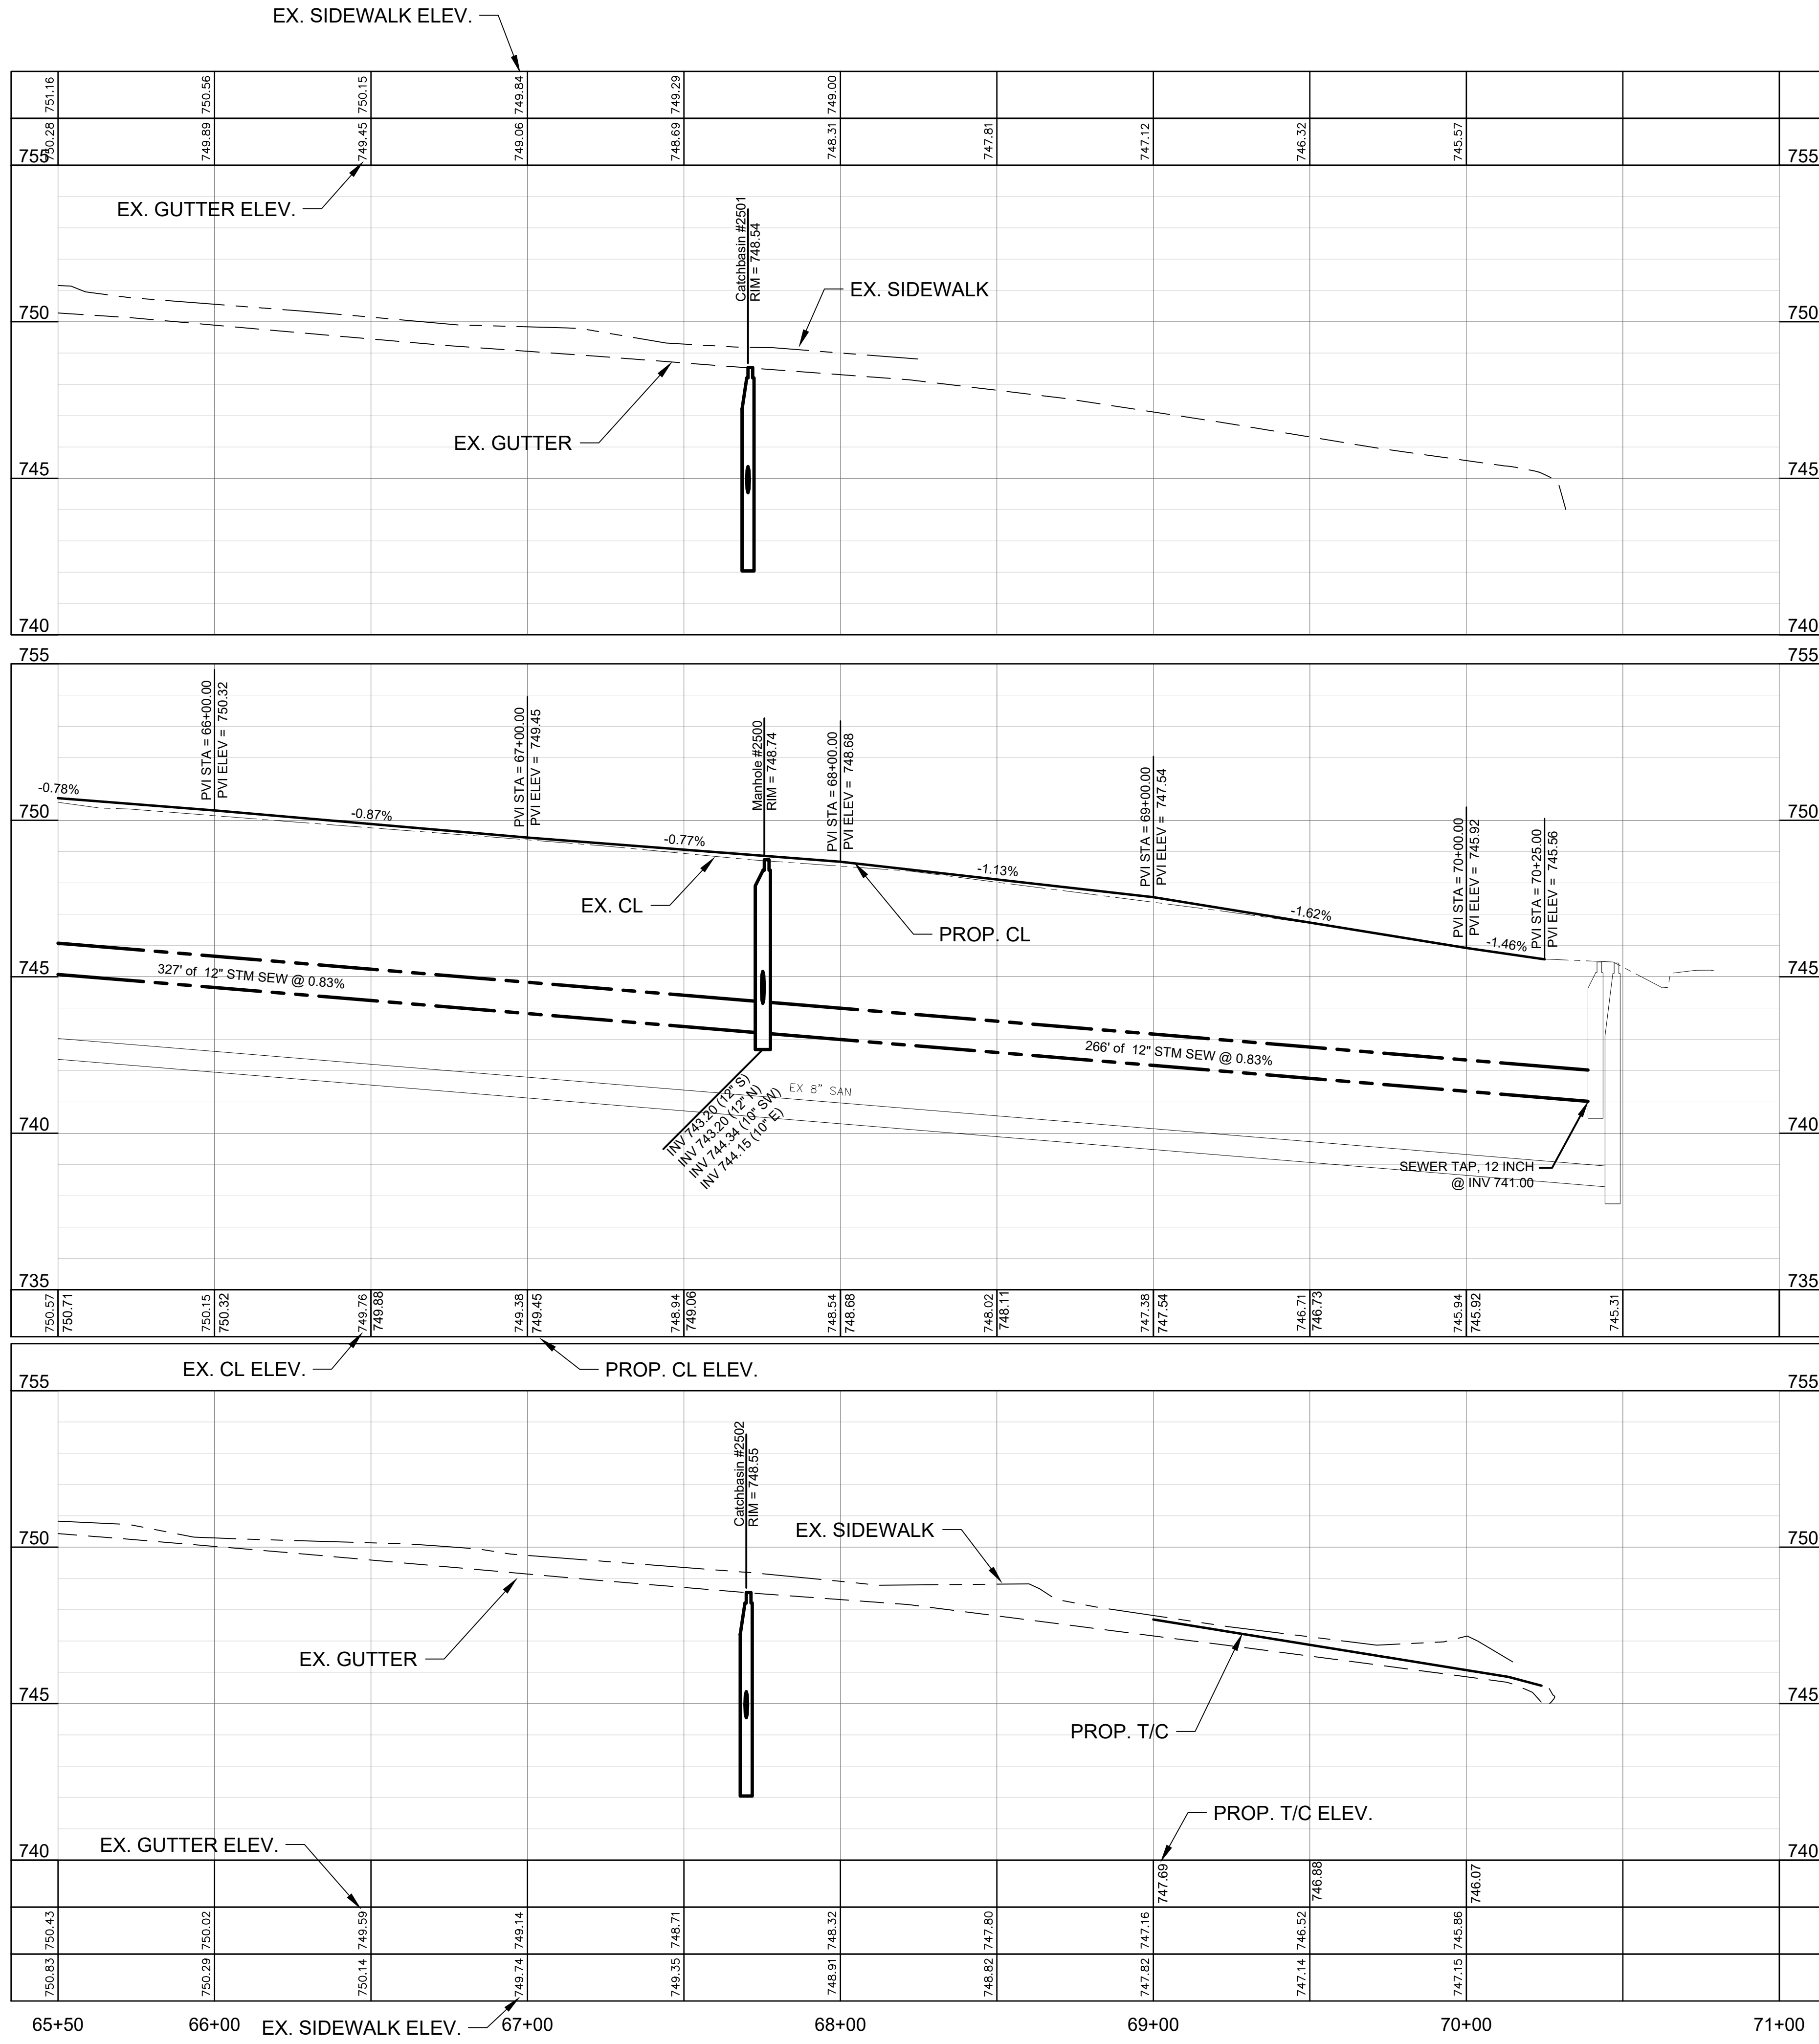 EX. SIDEWALK ELEV.
751.16
750.56
750.15
749.84
749.29
749.00
750.28
749.89
749.45
749.06
748.69
748.31
747.81
747.12
746.32
745.57
755
755
EX. GUTTER ELEV.
Catchbasin #2501
RIM = 748.54
EX. SIDEWALK
750
750
EX. GUTTER
745
745
740
740
755
755
PVI STA = 66+00.00
PVI ELEV = 750.32
PVI STA = 67+00.00
PVI ELEV = 749.45
Manhole #2500
RIM = 748.74
PVI STA = 68+00.00
PVI ELEV = 748.68
PVI STA = 69+00.00
PVI ELEV = 747.54
PVI STA = 70+00.00
PVI ELEV = 745.92
PVI STA = 70+25.00
PVI ELEV = 745.56
-0.78%
-0.87%
-0.77%
-1.13%
-1.62%
-1.46%
750
750
EX. CL
PROP. CL
745
745
327' of 12" STM SEW @ 0.83%
266' of 12" STM SEW @ 0.83%
EX 8" SAN
INV 743.20 (12" S)
INV 743.20 (12" N)
INV 744.34 (10" SW)
INV 744.15 (10" E)
740
740
SEWER TAP, 12 INCH
@ INV 741.00
735
735
750.57
750.71
750.15
750.32
749.76
749.88
749.38
749.45
748.94
749.06
748.54
748.68
748.02
748.11
747.38
747.54
746.71
746.73
745.94
745.92
745.31
EX. CL ELEV.
PROP. CL ELEV.
755
755
Catchbasin #2502
RIM = 748.55
EX. SIDEWALK
750
750
EX. GUTTER
745
745
PROP. T/C
PROP. T/C ELEV.
EX. GUTTER ELEV.
740
740
747.69
746.88
746.07
750.43
750.02
749.59
749.14
748.71
748.32
747.80
747.16
746.52
745.86
750.83
750.29
750.14
749.74
749.35
748.91
748.82
747.82
747.14
747.15
65+50
66+00
EX. SIDEWALK ELEV.
67+00
68+00
69+00
70+00
71+00